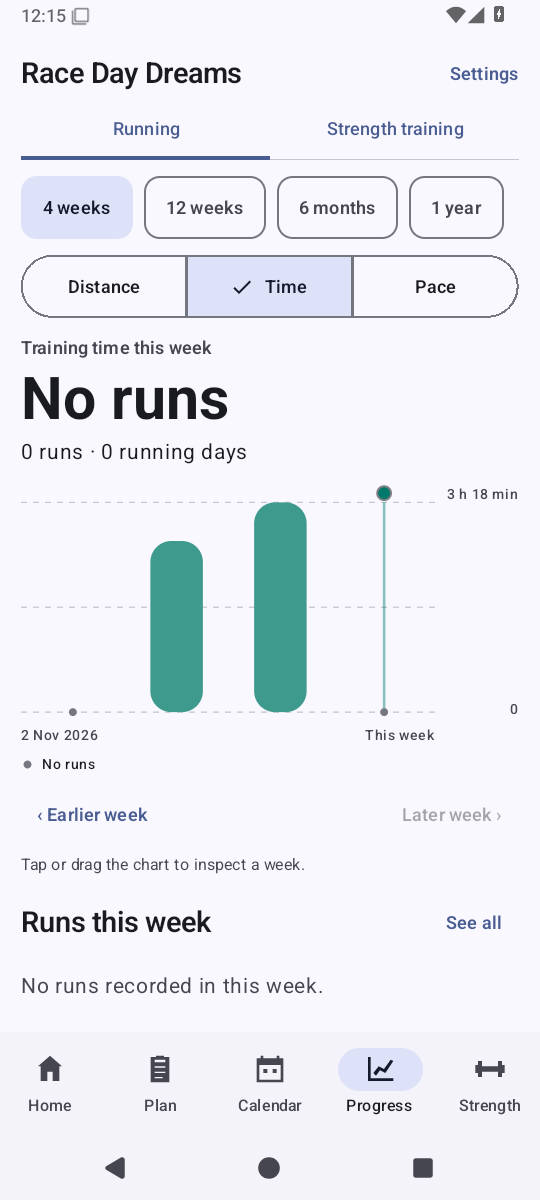 12:15
Race Day Dreams
Settings
Running
Strength training
4 weeks
12 weeks
6 months
1 year
Distance
Time
Pace
Training time this week
No runs
0 runs · 0 running days
3 h 18 min
0
2 Nov 2026
This week
No runs
‹ Earlier week
Later week ›
Tap or drag the chart to inspect a week.
Runs this week
See all
No runs recorded in this week.
Home
Plan
Calendar
Progress
Strength